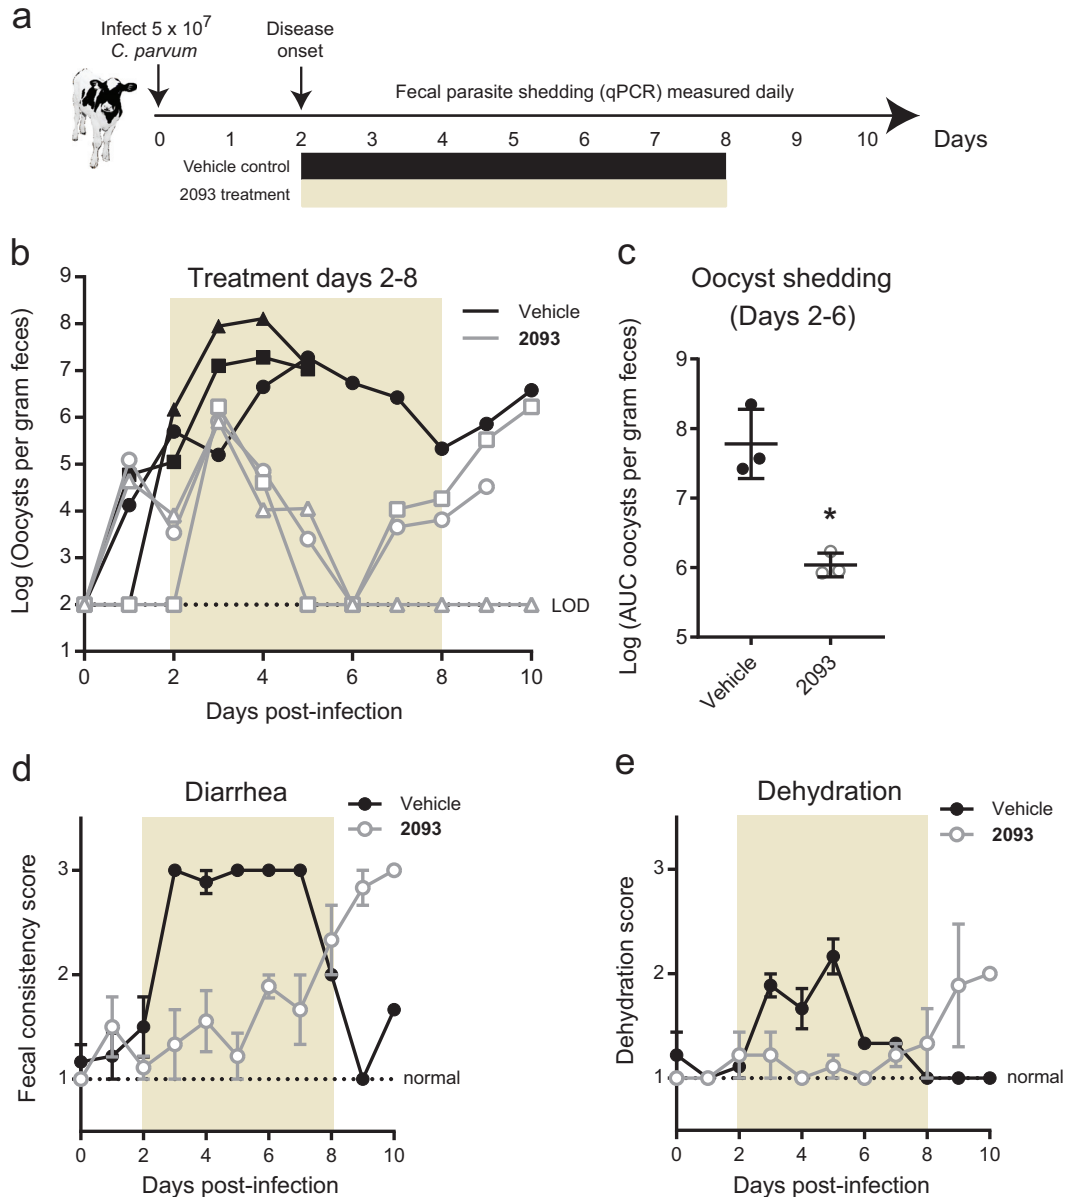 a
Infect 5 x 10⁷
C. parvum
Disease
onset
Fecal parasite shedding (qPCR) measured daily
0 1 2 3 4 5 6 7 8 9 10 Days
Vehicle control
2093 treatment
b
Treatment days 2-8
Log (Oocysts per gram feces)
9
8
7
6
5
4
3
2
1
Vehicle
2093
LOD
0 2 4 6 8 10
Days post-infection
c
Oocyst shedding
(Days 2-6)
Log (AUC oocysts per gram feces)
9
8
7
6
5
*
Vehicle
2093
d
Diarrhea
Vehicle
2093
Fecal consistency score
3
2
1
normal
0 2 4 6 8 10
Days post-infection
e
Dehydration
Vehicle
2093
Dehydration score
3
2
1
normal
0 2 4 6 8 10
Days post-infection